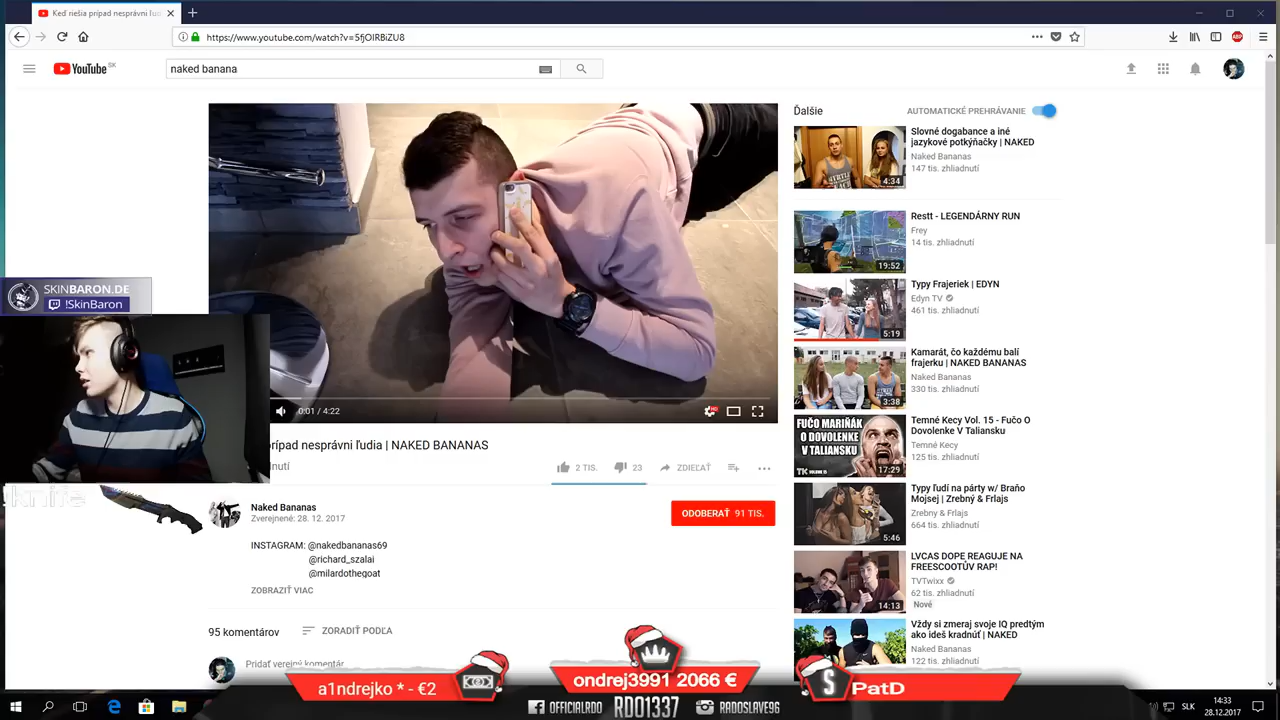 Keď riešia prípad nesprávni ľud
https://www.youtube.com/watch?v=5fjOIRBiZU8
ABP
YouTube SK
naked banana
Ďalšie
AUTOMATICKÉ PREHRÁVANIE
Slovné dogabance a iné
jazykové potkýňačky | NAKED
Naked Bananas
147 tis. zhliadnutí
4:34
Restt - LEGENDÁRNY RUN
Frey
14 tis. zhliadnutí
19:52
Typy Frajeriek | EDYN
Edyn TV
461 tis. zhliadnutí
5:19
Kamarát, čo každému balí
frajerku | NAKED BANANAS
Naked Bananas
330 tis. zhliadnutí
3:38
Temné Kecy Vol. 15 - Fučo O
Dovolenke V Taliansku
Temné Kecy
125 tis. zhliadnutí
FUČO MARIŇÁK
O DOVOLENKE
V TALIANSKU
17:29
Typy ľudí na párty w/ Braňo
Mojsej | Zrebný & Frlajs
Zrebny & Frlajs
664 tis. zhliadnutí
5:46
LVCAS DOPE REAGUJE NA
FREESCOOTÚV RAP!
TVTwixx
62 tis. zhliadnutí
Nové
14:13
Vždy si zmeraj svoje IQ predtým
ako ideš kradnúť | NAKED
Naked Bananas
122 tis. zhliadnutí
SKINBARON.DE
!SkinBaron
0:01 / 4:22
prípad nesprávni ľudia | NAKED BANANAS
2 TIS.
23
ZDIEĽAŤ
knife
Naked Bananas
Zverejnené: 28. 12. 2017
ODOBERAŤ 91 TIS.
INSTAGRAM: @nakedbananas69
@richard_szalai
@milardothegoat
ZOBRAZIŤ VIAC
95 komentárov
ZORADIŤ PODĽA
Pridať verejný komentár
a1ndrejko * - €2
ondrej3991 2066 €
PatD
OFFICIALRDO
RDO1337
RADOSLAVE96
SLK
14:33
28.12.2017